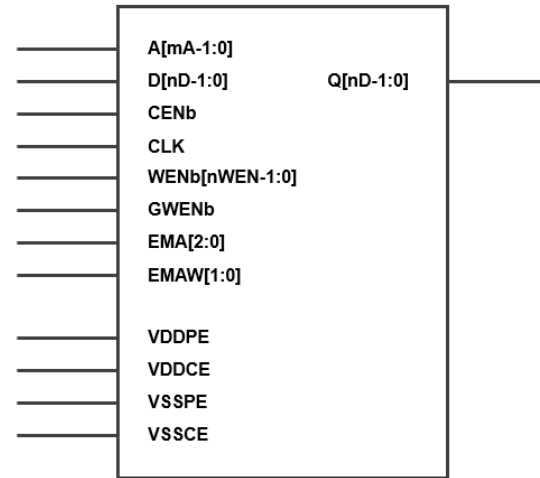 A[mA-1:0]
D[nD-1:0] Q[nD-1:0]
CENb
CLK
WENb[nWEN-1:0]
GWENb
EMA[2:0]
EMAW[1:0]
VDDPE
VDDCE
VSSPE
VSSCE